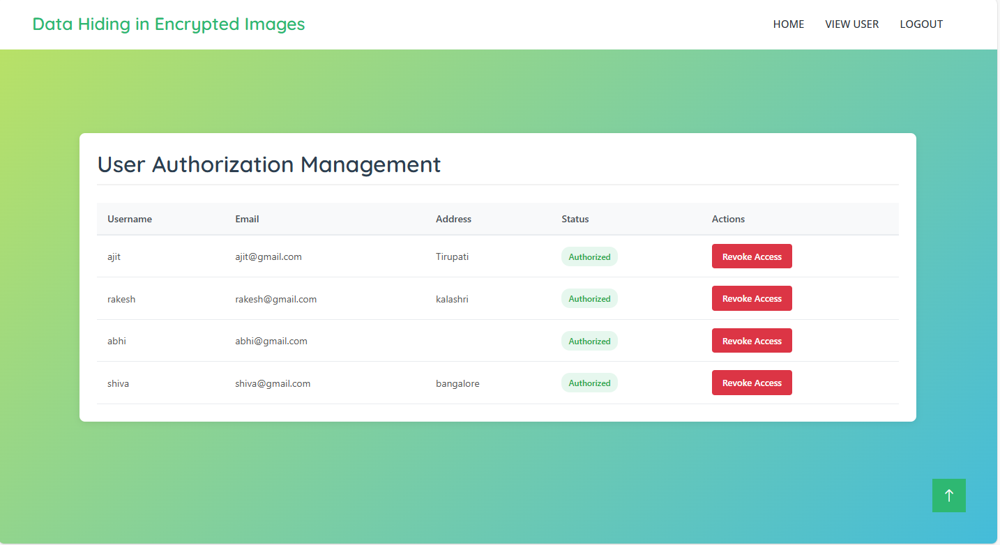 Data Hiding in Encrypted Images HOME VIEW USER LOGOUT
User Authorization Management
Username Email Address Status Actions
ajit ajit@gmail.com Tirupati Authorized Revoke Access
rakesh rakesh@gmail.com kalashri Authorized Revoke Access
abhi abhi@gmail.com Authorized Revoke Access
shiva shiva@gmail.com bangalore Authorized Revoke Access